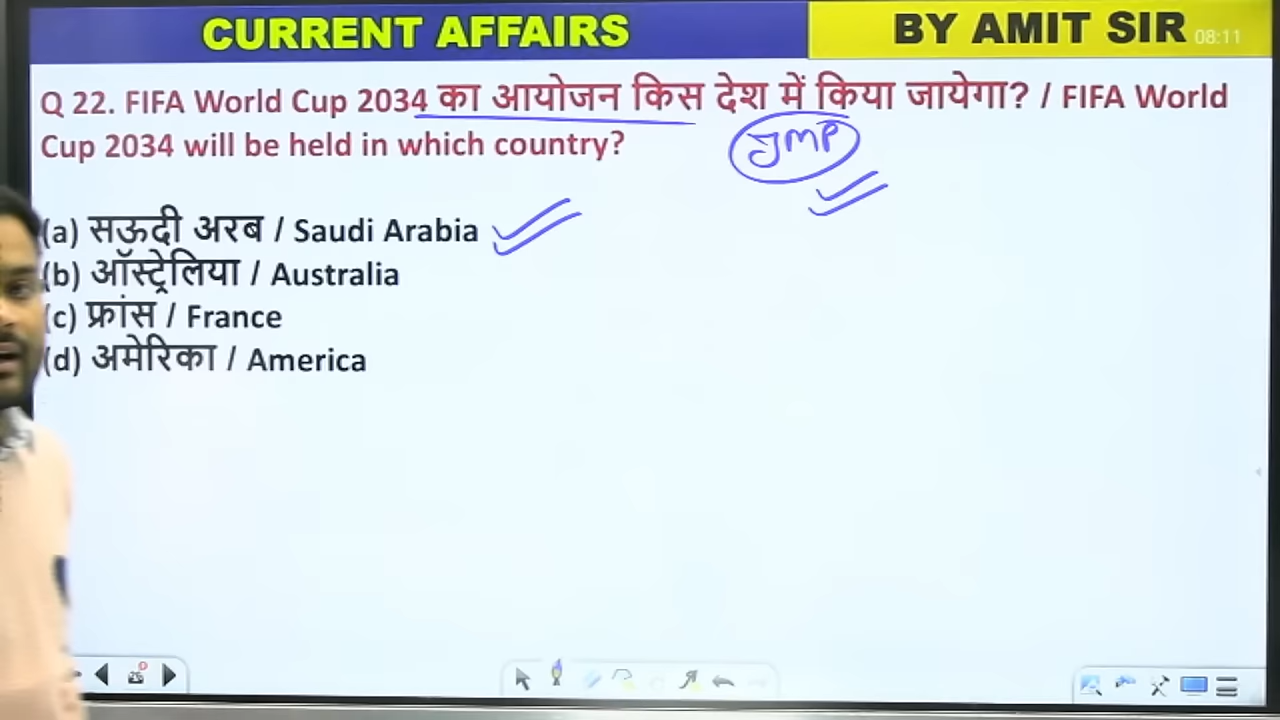 CURRENT AFFAIRS
BY AMIT SIR
08:11
Q 22. FIFA World Cup 2034 का आयोजन किस देश में किया जायेगा? / FIFA World
Cup 2034 will be held in which country?
IMP
(a) सऊदी अरब / Saudi Arabia
(b) ऑस्ट्रेलिया / Australia
(c) फ्रांस / France
(d) अमेरिका / America